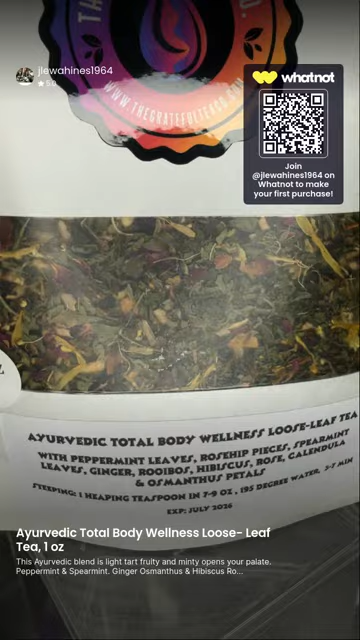 jlewahines1964
whatnot
WWW.THEGRATEFULTEAS.COM
Join
@jlewahines1964 on
Whatnot to make
your first purchase!
AYURVEDIC TOTAL BODY WELLNESS LOOSE-LEAF TEA
WITH PEPPERMINT LEAVES, ROSEHIP PIECES, SPEARMINT
LEAVES, GINGER, ROOIBOS, HIBISCUS, ROSE, CALENDULA
& OSMANTHUS PETALS
STEEPING: 1 HEAPING TEASPOON IN 7-9 OZ, 195 DEGREE WATER, 3-5 MIN
EXP: JULY 2026
Ayurvedic Total Body Wellness Loose- Leaf
Tea, 1 oz
This Ayurvedic blend is light tart fruity and minty opens your palate.
Peppermint & Spearmint. Ginger Osmanthus & Hibiscus Ro...